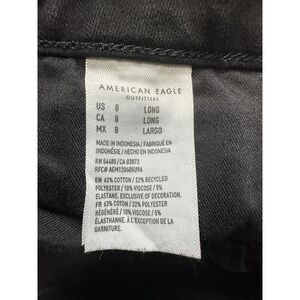 AMERICAN EAGLE
OUTFITTERS
US 8 LONG
CA 8 LONG
MX 8 LARGO
MADE IN INDONESIA/FABRIQUÉ EN
INDONÉSIE / HECHO EN INDONESIA
RN 54485/CA 03873
RFC# AEM120605U9A
EN 63% COTTON / 22% RECYCLED
POLYESTER / 10% VISCOSE / 5%
ELASTANE. EXCLUSIVE OF DECORATION.
FR 63% COTON / 22% POLYESTER
RÉGÉNÉRÉ / 10% VISCOSE / 5%
ÉLASTHANNE. À L'EXCEPTION DE LA
GARNITURE.